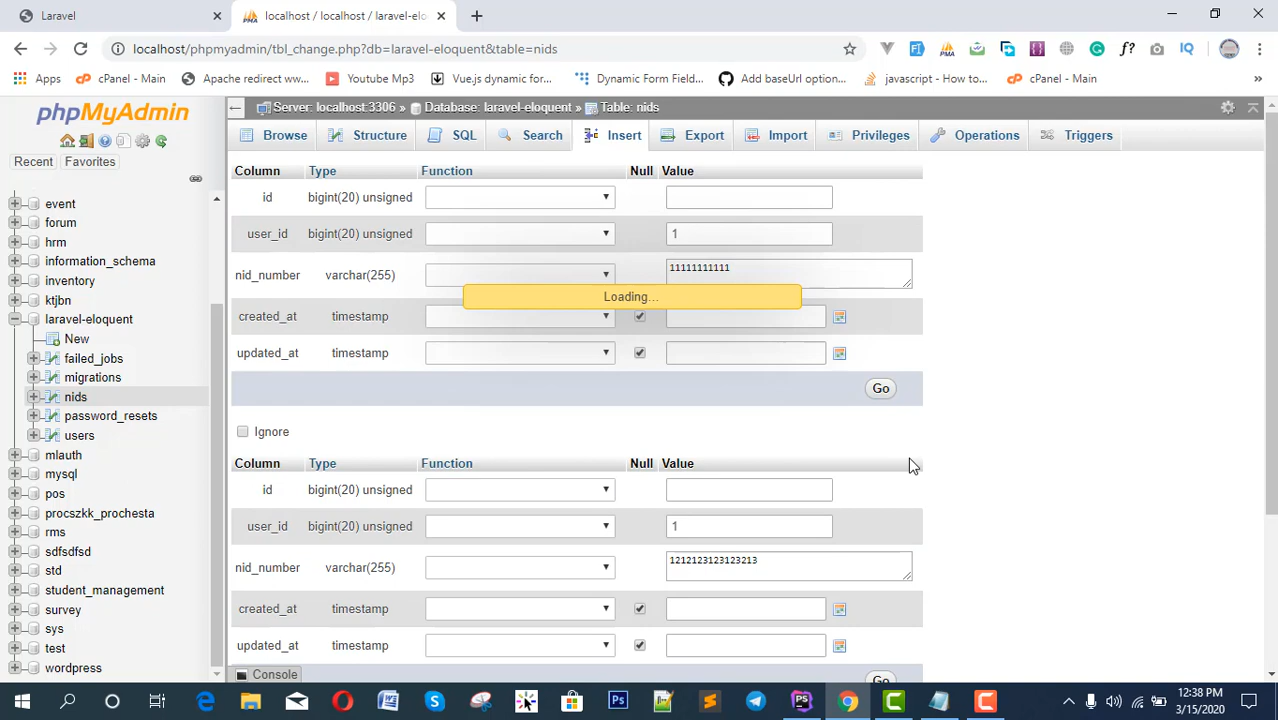 Laravel
localhost / localhost / laravel-elo
localhost/phpmyadmin/tbl_change.php?db=laravel-eloquent&table=nids
Apps
cPanel - Main
Apache redirect ww...
Youtube Mp3
Vue.js dynamic for...
Dynamic Form Field...
Add baseUrl option...
javascript - How to...
cPanel - Main
phpMyAdmin
Recent
Favorites
event
forum
hrm
information_schema
inventory
ktjbn
laravel-eloquent
New
failed_jobs
migrations
nids
password_resets
users
mlauth
mysql
pos
procszkk_prochesta
rms
sdfsdfsd
std
student_management
survey
sys
test
wordpress
Server: localhost:3306 » Database: laravel-eloquent » Table: nids
Browse
Structure
SQL
Search
Insert
Export
Import
Privileges
Operations
Triggers
Column Type Function Null Value
id bigint(20) unsigned
user_id bigint(20) unsigned 1
nid_number varchar(255) 11111111111
Loading...
created_at timestamp
updated_at timestamp
Go
Ignore
Column Type Function Null Value
id bigint(20) unsigned
user_id bigint(20) unsigned 1
nid_number varchar(255) 1212123123123213
created_at timestamp
updated_at timestamp
Console
Go
12:38 PM
3/15/2020